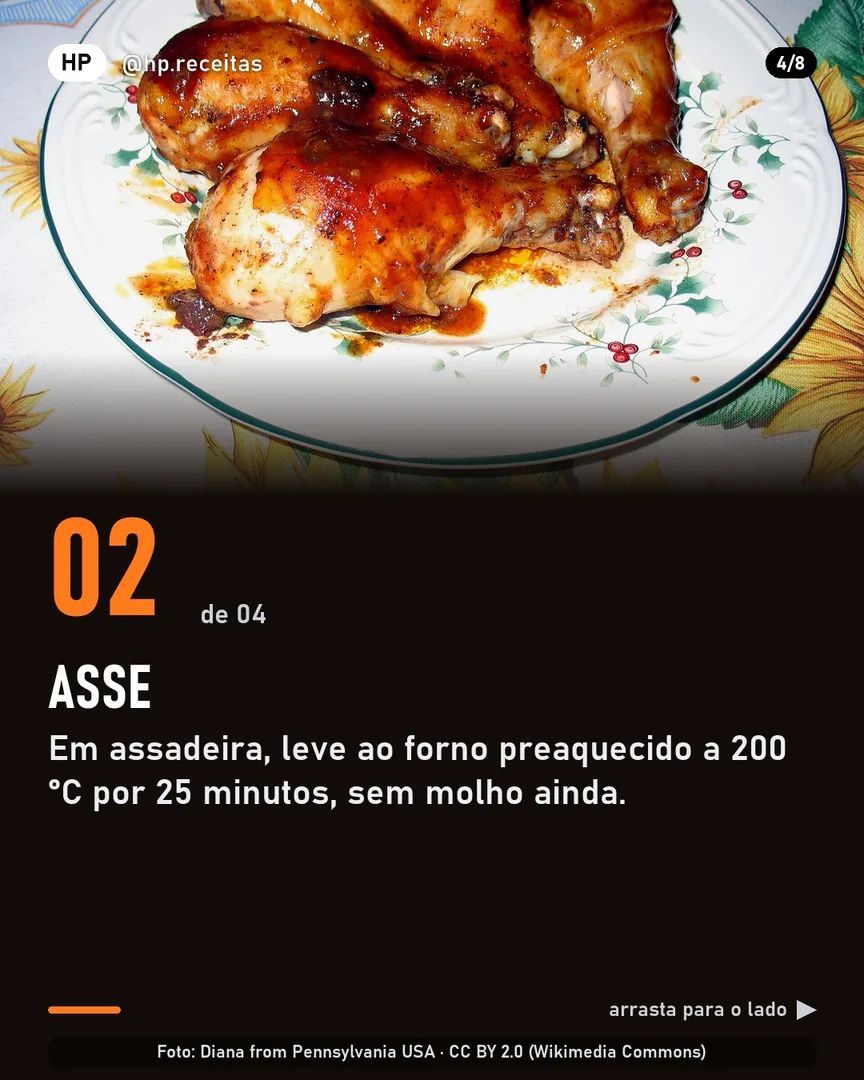 HP @hp.receitas 4/8
02 de 04
ASSE
Em assadeira, leve ao forno preaquecido a 200
°C por 25 minutos, sem molho ainda.
arrasta para o lado ▶
Foto: Diana from Pennsylvania USA · CC BY 2.0 (Wikimedia Commons)